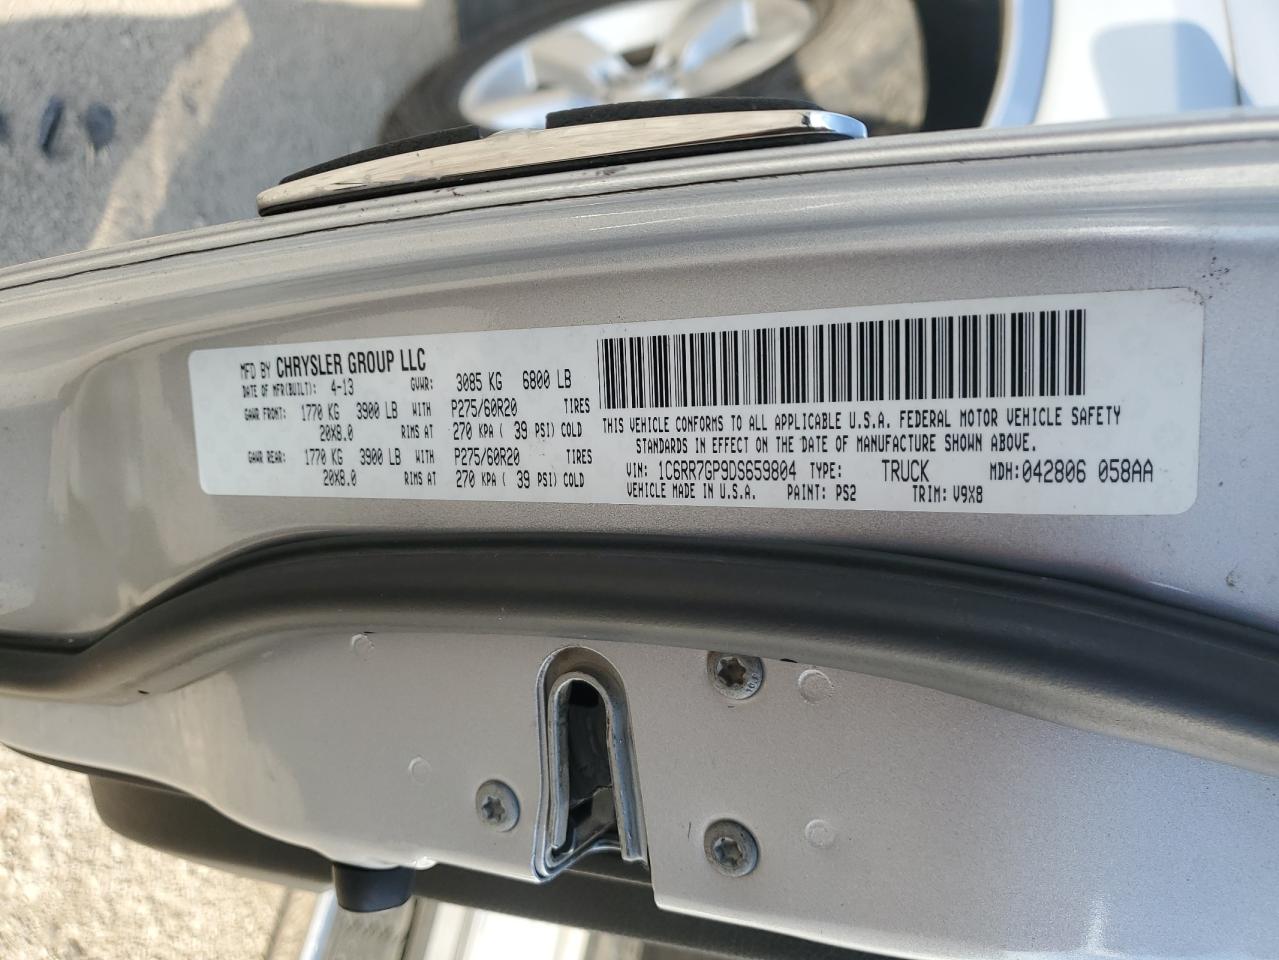 MFD BY CHRYSLER GROUP LLC
DATE OF MFR(BUILT): 4-13 GVWR: 3085 KG 6800 LB
GAWR FRONT: 1770 KG 3900 LB WITH P275/60R20 TIRES
20X8.0 RIMS AT 270 KPA ( 39 PSI) COLD
GAWR REAR: 1770 KG 3900 LB WITH P275/60R20 TIRES
20X8.0 RIMS AT 270 KPA ( 39 PSI) COLD
THIS VEHICLE CONFORMS TO ALL APPLICABLE U.S.A. FEDERAL MOTOR VEHICLE SAFETY
STANDARDS IN EFFECT ON THE DATE OF MANUFACTURE SHOWN ABOVE.
VIN: 1C6RR7GP9DS659804 TYPE: TRUCK MDH: 042806 058AA
VEHICLE MADE IN U.S.A. PAINT: PS2 TRIM: V9X8